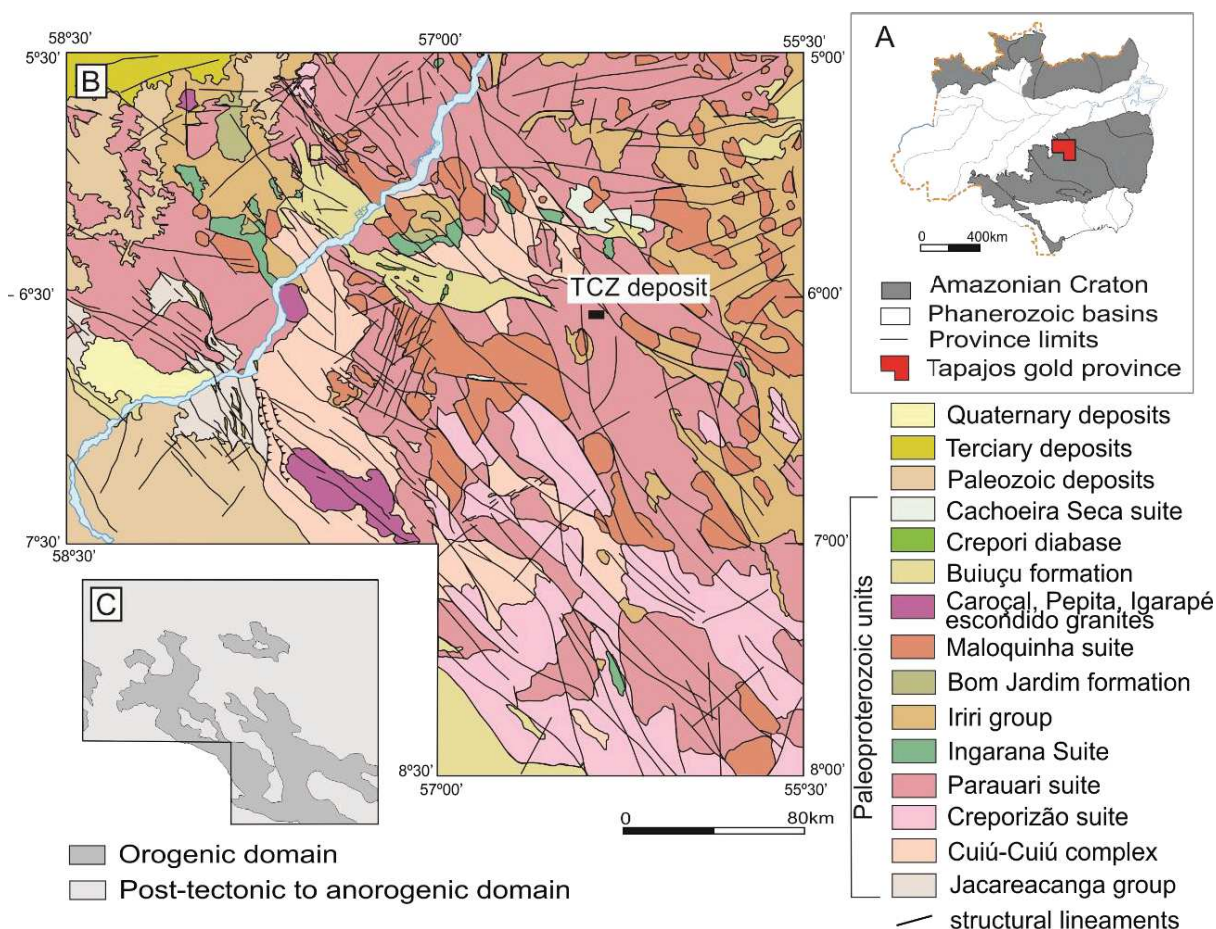 58°30'
57°00'
55°30'
5°30'
5°00'
B
TCZ deposit
6°30'
6°00'
7°30'
58°30'
7°00'
8°30'
57°00'
8°00'
55°30'
0 80km
C
Orogenic domain
Post-tectonic to anorogenic domain
A
0 400km
Amazonian Craton
Phanerozoic basins
Province limits
Tapajos gold province
Quaternary deposits
Terciary deposits
Paleozoic deposits
Paleoproterozoic units
Cachoeira Seca suite
Crepori diabase
Buiuçu formation
Caroçal, Pepita, Igarapé
escondido granites
Maloquinha suite
Bom Jardim formation
Iriri group
Ingarana Suite
Parauari suite
Creporizão suite
Cuiú-Cuiú complex
Jacareacanga group
structural lineaments